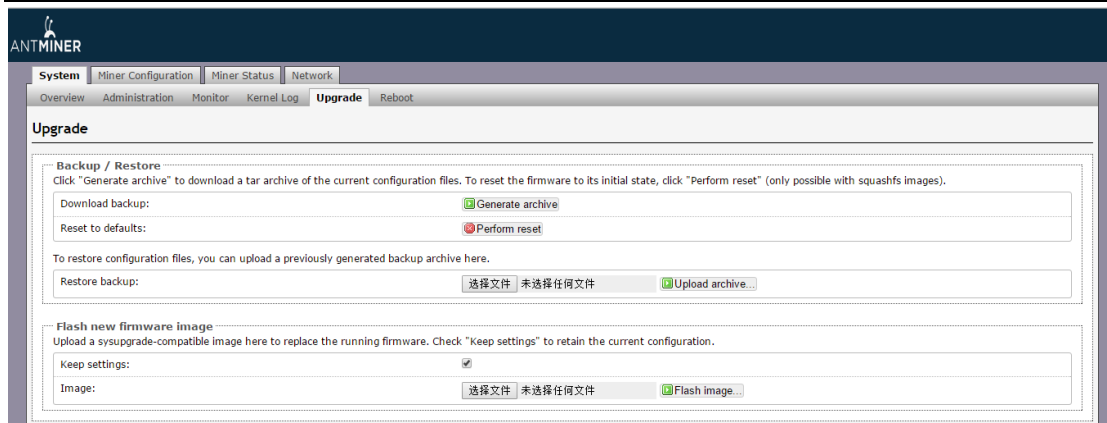 ANTMINER
System Miner Configuration Miner Status Network
Overview Administration Monitor Kernel Log Upgrade Reboot
Upgrade
Backup / Restore
Click "Generate archive" to download a tar archive of the current configuration files. To reset the firmware to its initial state, click "Perform reset" (only possible with squashfs images).
Download backup: Generate archive
Reset to defaults: Perform reset
To restore configuration files, you can upload a previously generated backup archive here.
Restore backup: 选择文件 未选择任何文件 Upload archive...
Flash new firmware image
Upload a sysupgrade-compatible image here to replace the running firmware. Check "Keep settings" to retain the current configuration.
Keep settings:
Image: 选择文件 未选择任何文件 Flash image...